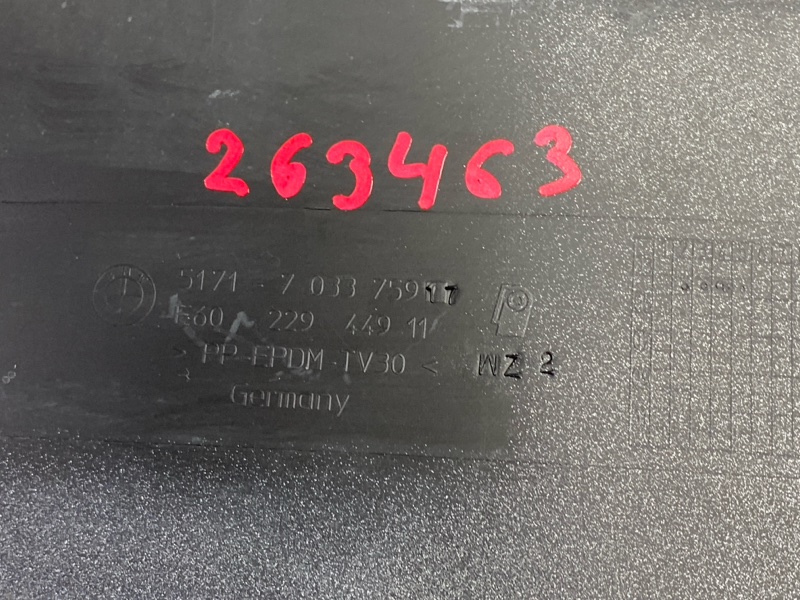 263463
5171 - 7 033 759 17
E60 229 449 11
> PP-EPDM-TV30 < WZ 2
Germany